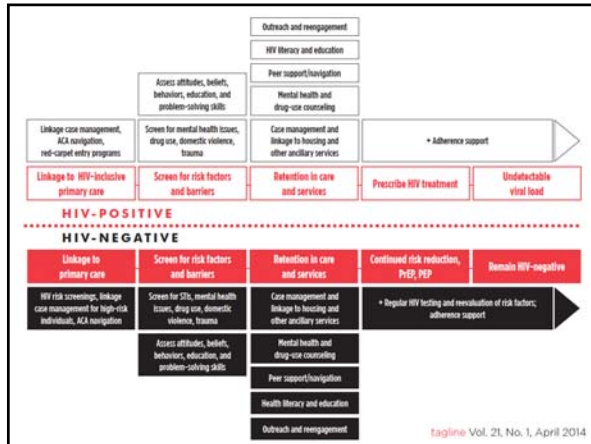 Outreach and reengagement
HIV literacy and education
Peer support/navigation
Assess attitudes, beliefs,
behaviors, education, and
problem-solving skills
Mental health and
drug-use counseling
Linkage case management,
ACA navigation,
red-carpet entry programs
Screen for mental health issues,
drug use, domestic violence,
trauma
Case management and
linkage to housing and
other ancillary services
+ Adherence support
Linkage to HIV-inclusive
primary care
Screen for risk factors
and barriers
Retention in care
and services
Prescribe HIV treatment
Undetectable
viral load
HIV-POSITIVE
HIV-NEGATIVE
Linkage to
primary care
Screen for risk factors
and barriers
Retention in care
and services
Continued risk reduction,
PrEP, PEP
Remain HIV-negative
HIV risk screenings, linkage
case management for high-risk
individuals, ACA navigation
Screen for STIs, mental health
issues, drug use, domestic
violence, trauma
Case management and
linkage to housing and
other ancillary services
+ Regular HIV testing and reevaluation of risk factors;
adherence support
Assess attitudes, beliefs,
behaviors, education, and
problem-solving skills
Mental health and
drug-use counseling
Peer support/navigation
Health literacy and education
Outreach and reengagement
tagline Vol. 21, No. 1, April 2014